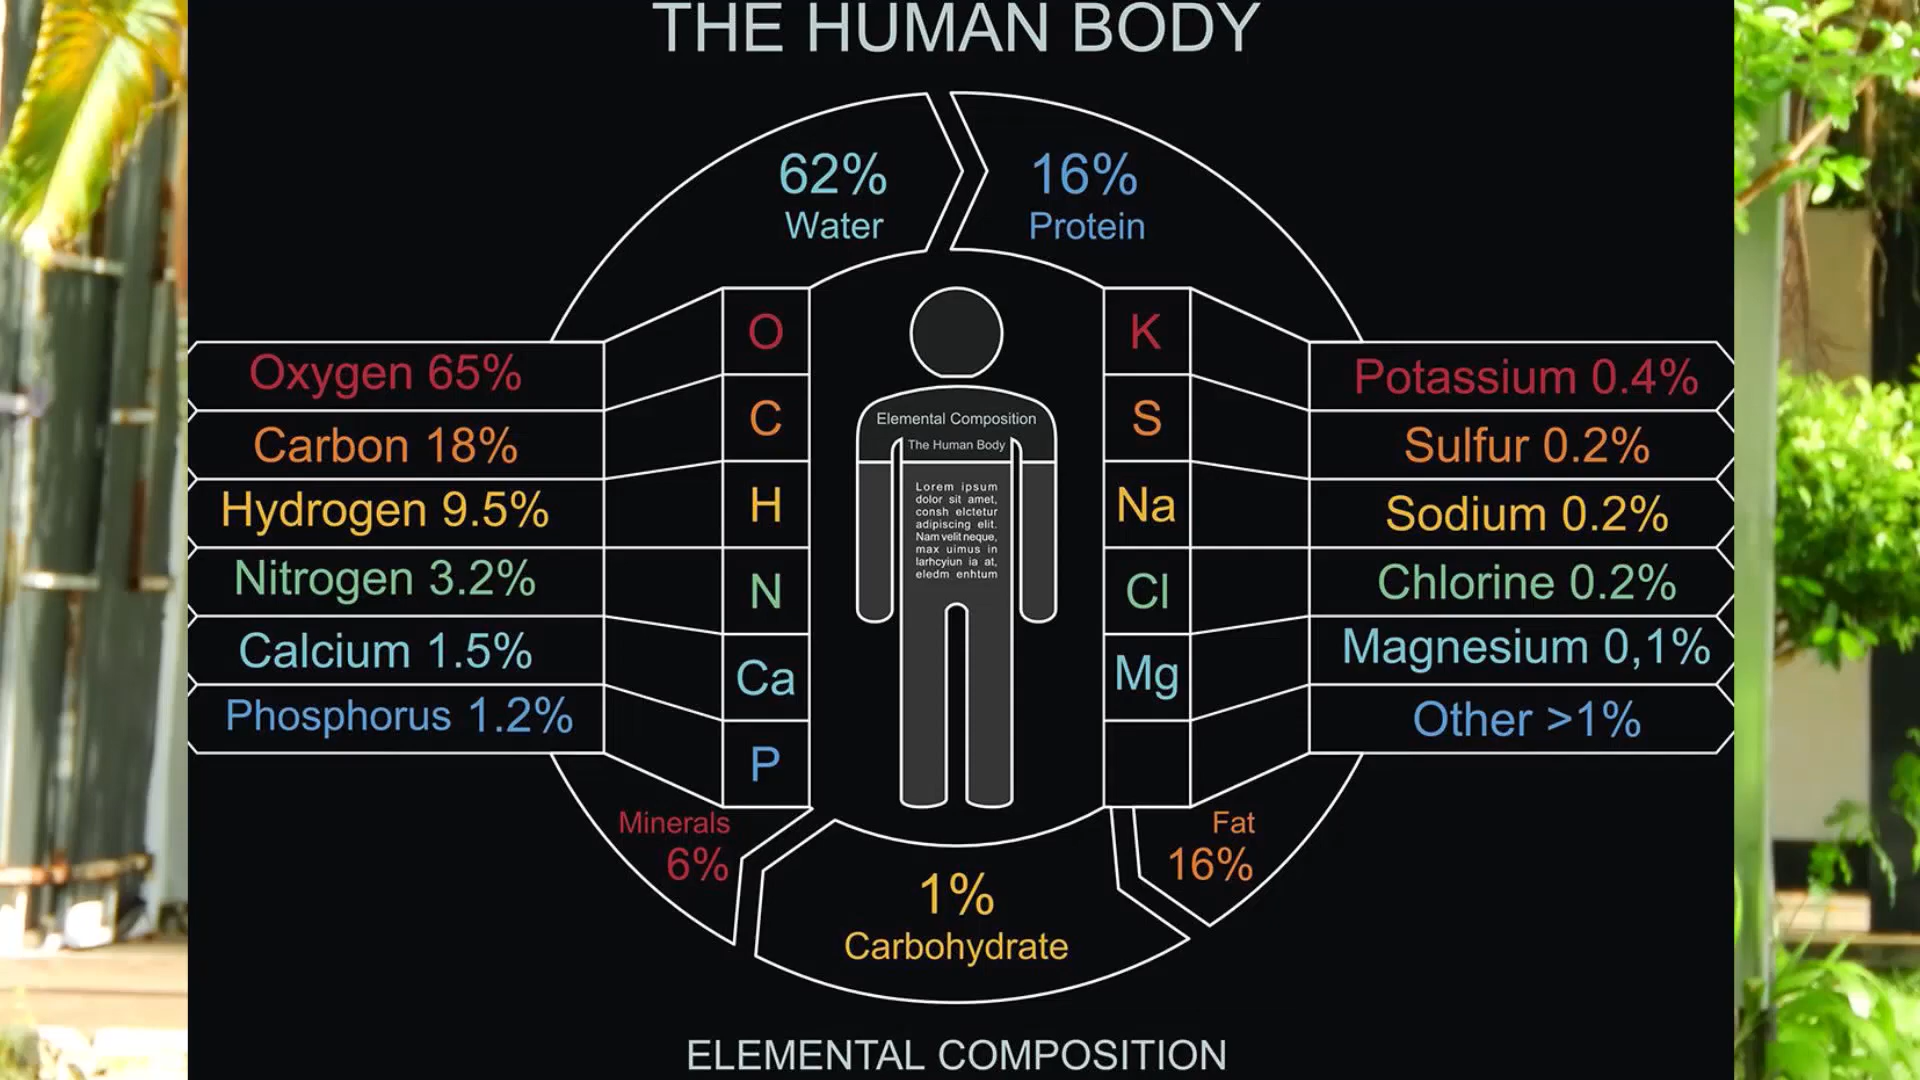 THE HUMAN BODY
62%
Water
16%
Protein
O
K
Oxygen 65%
Potassium 0.4%
C
S
Carbon 18%
Sulfur 0.2%
H
Na
Hydrogen 9.5%
Sodium 0.2%
N
Cl
Nitrogen 3.2%
Chlorine 0.2%
Ca
Mg
Calcium 1.5%
Magnesium 0,1%
P
Phosphorus 1.2%
Other >1%
Elemental Composition
The Human Body
Lorem ipsum
dolor sit amet,
consh elctetur
adipiscing elit.
Nam velit neque,
max uimus in
larhcyiun ia at,
eledm enhtum
Minerals
6%
Fat
16%
1%
Carbohydrate
ELEMENTAL COMPOSITION